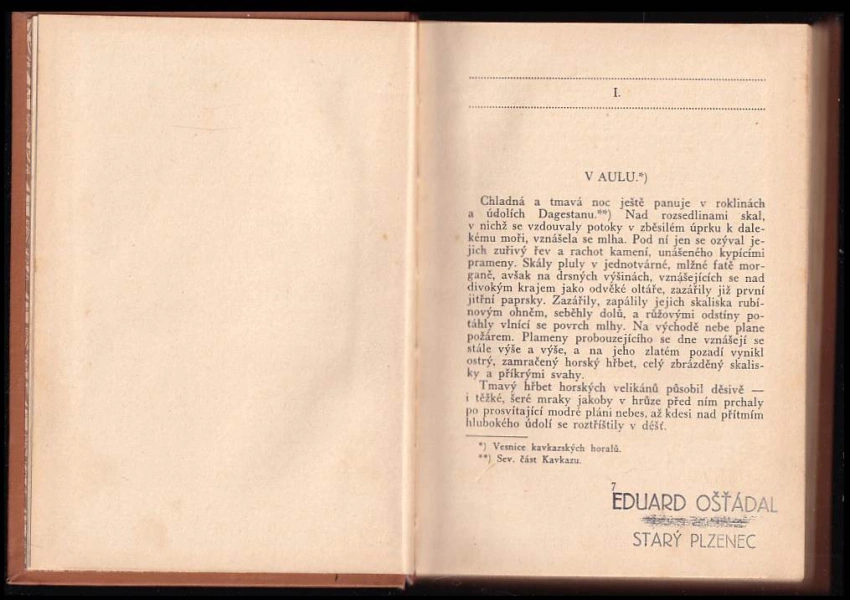 I.
V AULU.*)
Chladná a tmavá noc ještě panuje v roklinách
a údolích Dagestanu.**) Nad rozsedlinami skal,
v nichž se vzdouvaly potoky v zběsilém úprku k dale-
kému moři, vznášela se mlha. Pod ní jen se ozýval je-
jich zuřivý řev a rachot kamení, unášeného kypícími
prameny. Skály pluly v jednotvárné, mlžné fatě mor-
ganě, avšak na drsných výšinách, vznášejících se nad
divokým krajem jako odvěké oltáře, zazářily již první
jitřní paprsky. Zazářily, zapálily jejich skaliska rubí-
novým ohněm, seběhly dolů, a růžovými odstíny po-
táhly vlnící se povrch mlhy. Na východě nebe plane
požárem. Plameny probouzejícího se dne vznášejí se
stále výše a výše, a na jeho zlatém pozadí vynikl
ostrý, zamračený horský hřbet, celý zbrázděný skalis-
ky a příkrými svahy.
Tmavý hřbet horských velikánů působil děsivě —
i těžké, šeré mraky jakoby v hrůze před ním prchaly
po prosvítající modré pláni nebes, až kdesi nad přítmím
hlubokého údolí se roztříštily v déšť.
*) Vesnice kavkazských horalů.
**) Sev. část Kavkazu.
7
EDUARD OŠŤÁDAL
STARÝ PLZENEC